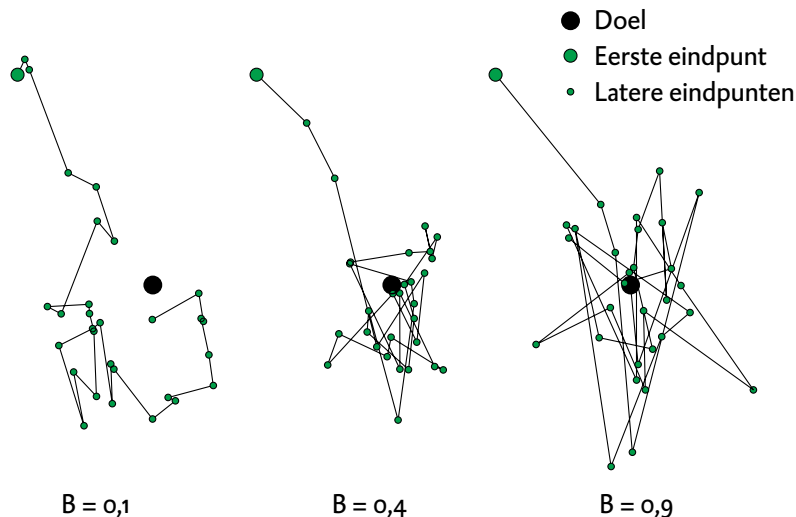 Doel
Eerste eindpunt
Latere eindpunten
B = 0,1
B = 0,4
B = 0,9